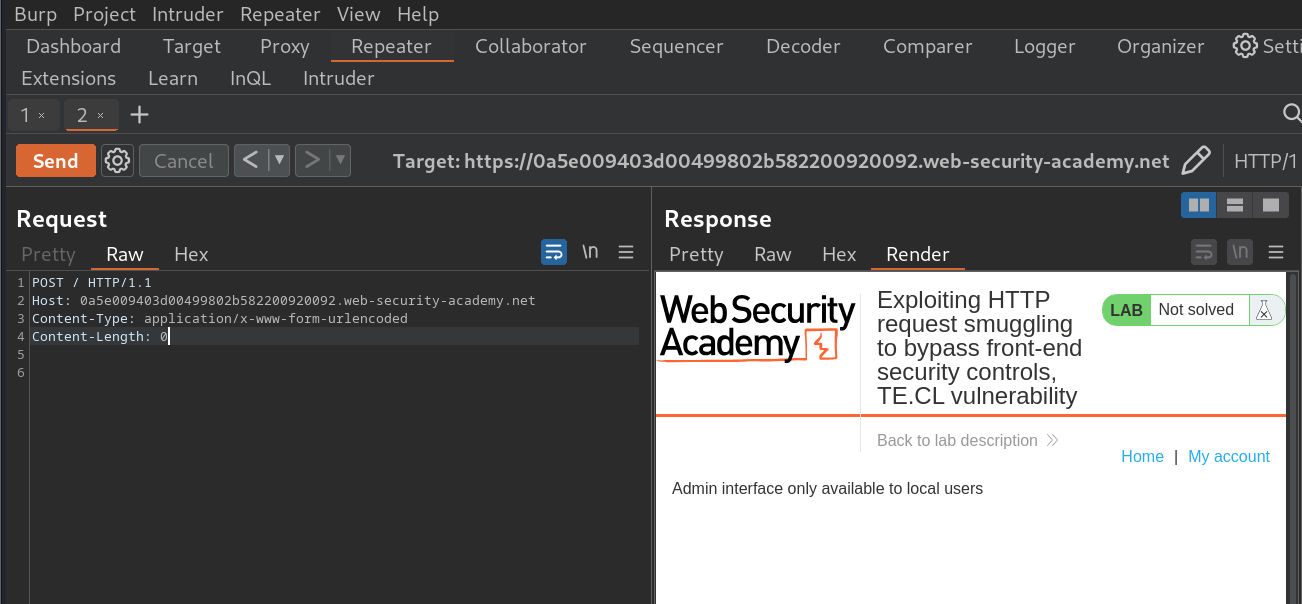 Burp Project Intruder Repeater View Help
Dashboard Target Proxy Repeater Collaborator Sequencer Decoder Comparer Logger Organizer Setti
Extensions Learn InQL Intruder
1 × 2 × +
Send Cancel < > Target: https://0a5e009403d00499802b582200920092.web-security-academy.net HTTP/1
Request
Pretty Raw Hex \n
1 POST / HTTP/1.1
2 Host: 0a5e009403d00499802b582200920092.web-security-academy.net
3 Content-Type: application/x-www-form-urlencoded
4 Content-Length: 0
5
6
Response
Pretty Raw Hex Render \n
Web Security
Academy
Exploiting HTTP
request smuggling
to bypass front-end
security controls,
TE.CL vulnerability
LAB Not solved
Back to lab description
Home | My account
Admin interface only available to local users